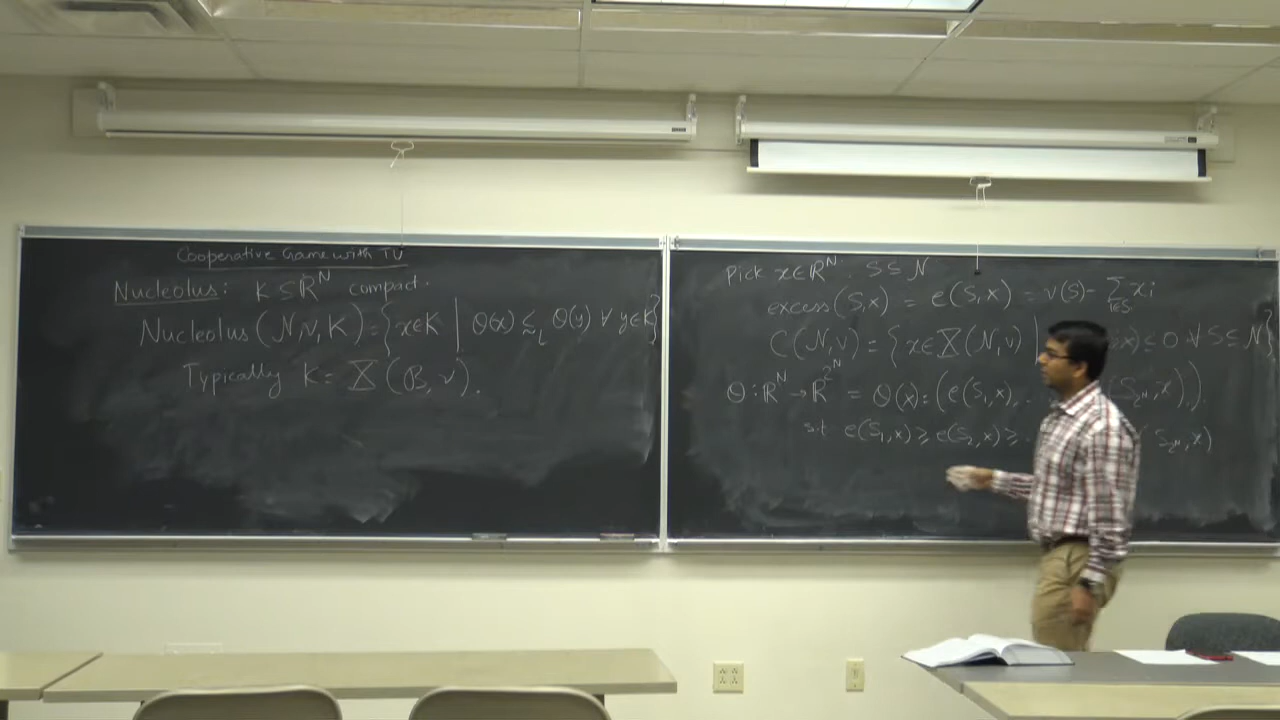 Cooperative Game with TU
Nucleolus: K ⊆ ℝ^N compact.
Nucleolus (N, v, K) = { x∈K | Θ(x) ≲_L Θ(y) ∀ y∈K }
Typically K = X (B, v).
Pick x∈ℝ^N. S⊆N
excess(S,x) = e(S,x) = v(S) - Σ_{i∈S} x_i
C(N,v) = { x∈X(N,v) | x) ≤ 0 ∀ S⊆N }
Θ: ℝ^N → ℝ^{2^N} = Θ(x): (e(S_1,x), . (S_{2^N},x))
s.t e(S_1,x) ≥ e(S_2,x) ≥ . S_{2^N},x)